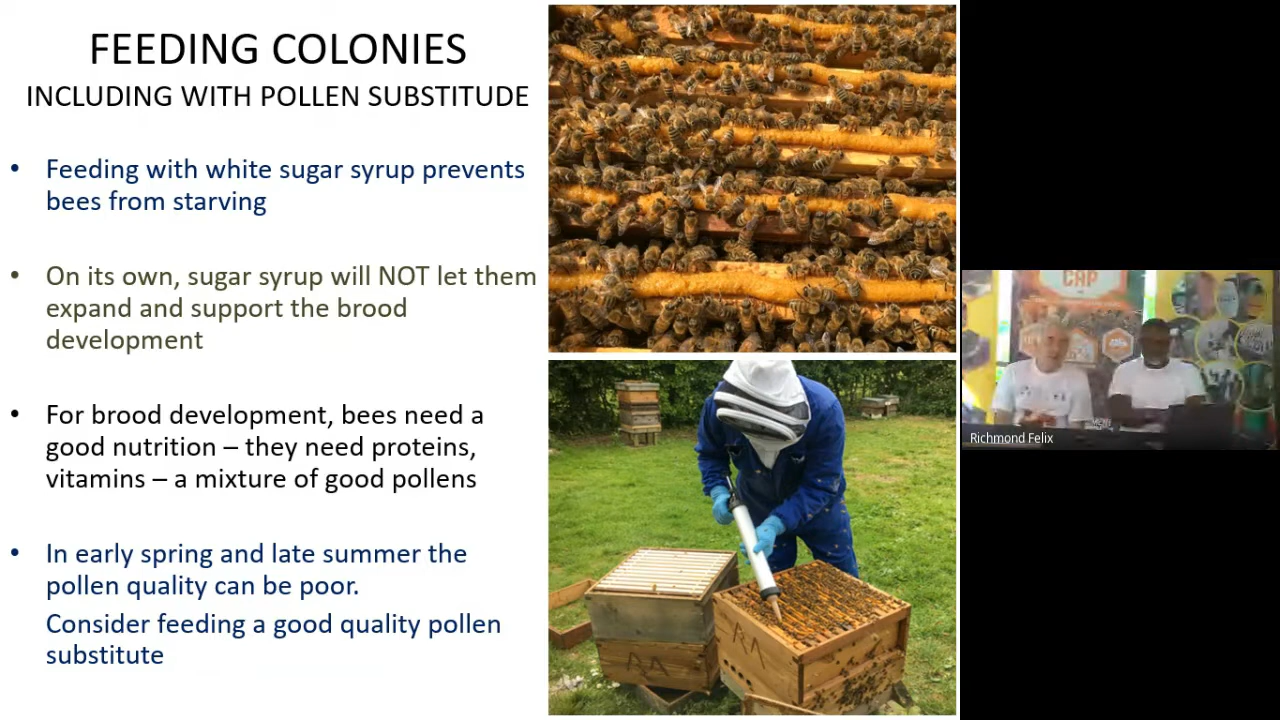 FEEDING COLONIES
INCLUDING WITH POLLEN SUBSTITUDE
• Feeding with white sugar syrup prevents
bees from starving
• On its own, sugar syrup will NOT let them
expand and support the brood
development
• For brood development, bees need a
good nutrition – they need proteins,
vitamins – a mixture of good pollens
• In early spring and late summer the
pollen quality can be poor.
Consider feeding a good quality pollen
substitute
AA
CAP
Richmond Felix